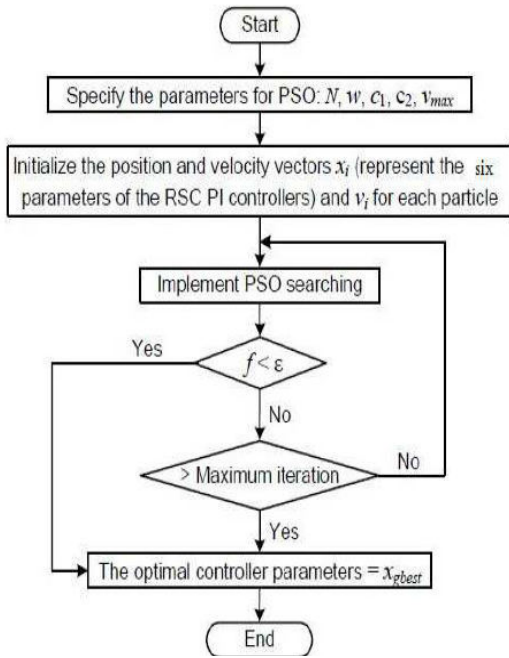 Start
Specify the parameters for PSO: N, w, c₁, c₂, vₘₐₓ
Initialize the position and velocity vectors xᵢ (represent the six
parameters of the RSC PI controllers) and vᵢ for each particle
Implement PSO searching
Yes
f < ε
No
> Maximum iteration
No
Yes
The optimal controller parameters = x_gbest
End